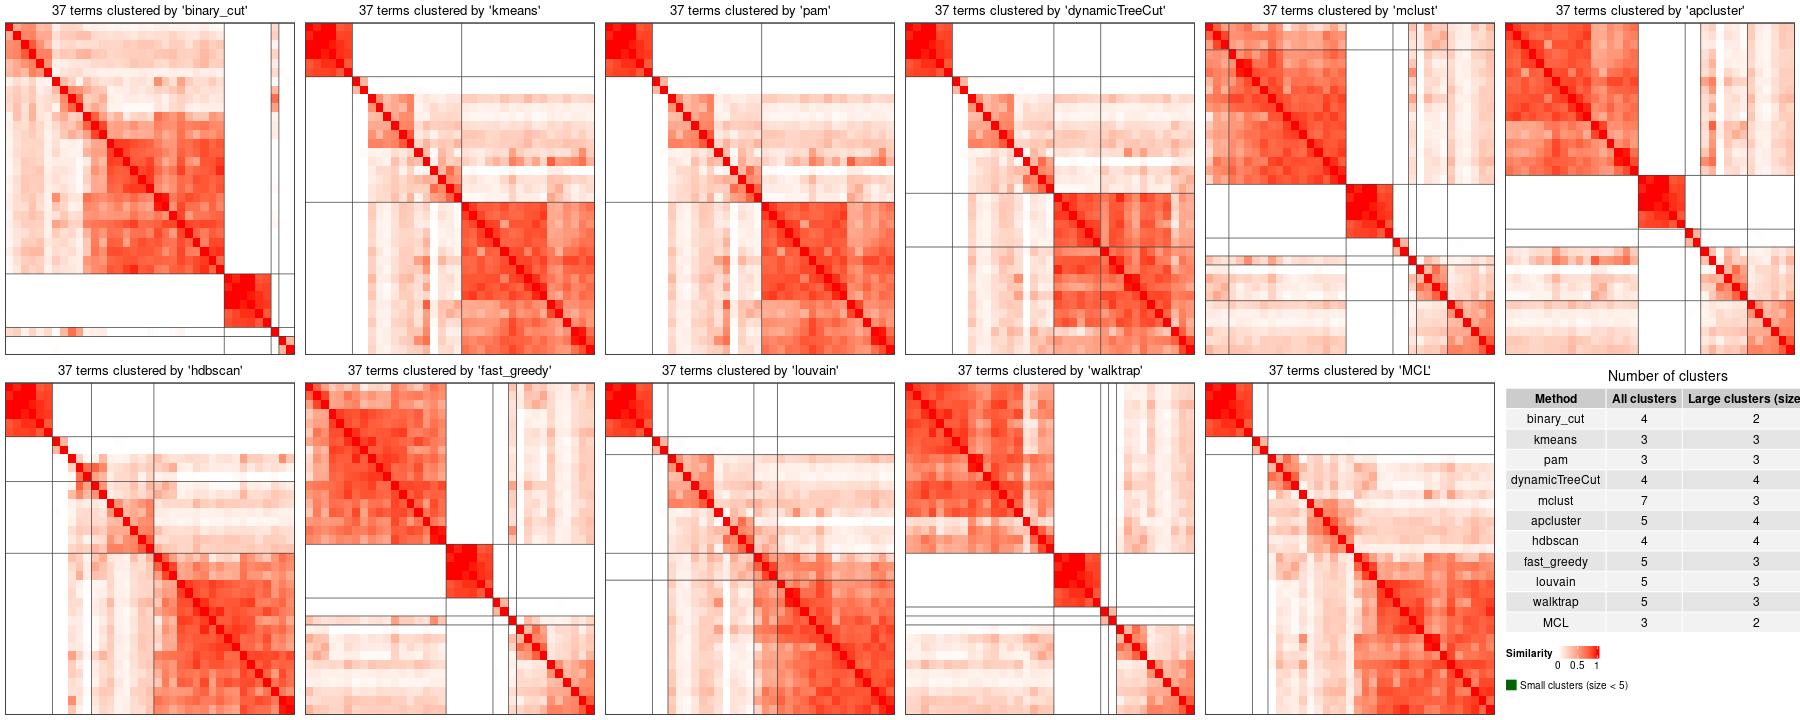 37 terms clustered by 'binary_cut'
37 terms clustered by 'kmeans'
37 terms clustered by 'pam'
37 terms clustered by 'dynamicTreeCut'
37 terms clustered by 'mclust'
37 terms clustered by 'apcluster'
37 terms clustered by 'hdbscan'
37 terms clustered by 'fast_greedy'
37 terms clustered by 'louvain'
37 terms clustered by 'walktrap'
37 terms clustered by 'MCL'
Number of clusters
Method All clusters Large clusters (size
binary_cut 4 2
kmeans 3 3
pam 3 3
dynamicTreeCut 4 4
mclust 7 3
apcluster 5 4
hdbscan 4 4
fast_greedy 5 3
louvain 5 3
walktrap 5 3
MCL 3 2
Similarity
0 0.5 1
Small clusters (size < 5)